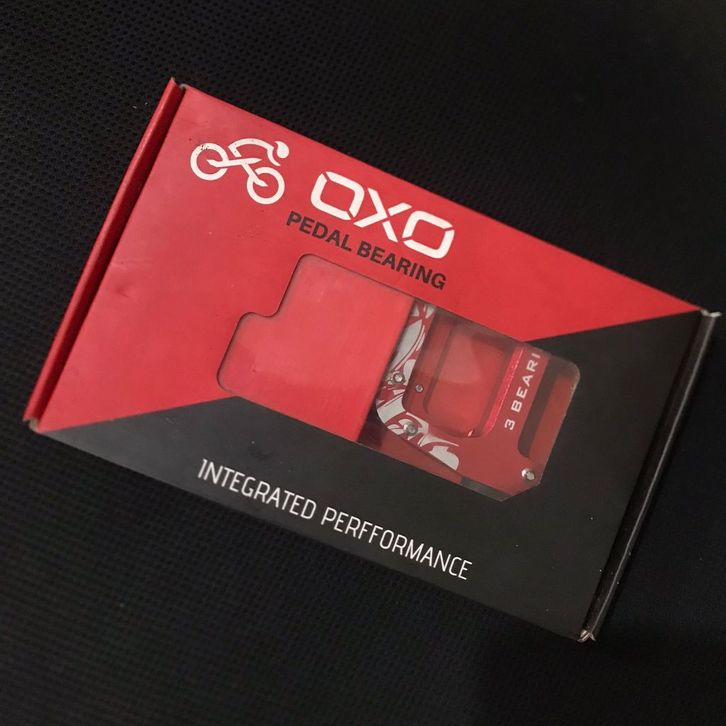 OXO
PEDAL BEARING
3 BEARI
INTEGRATED PERFFORMANCE